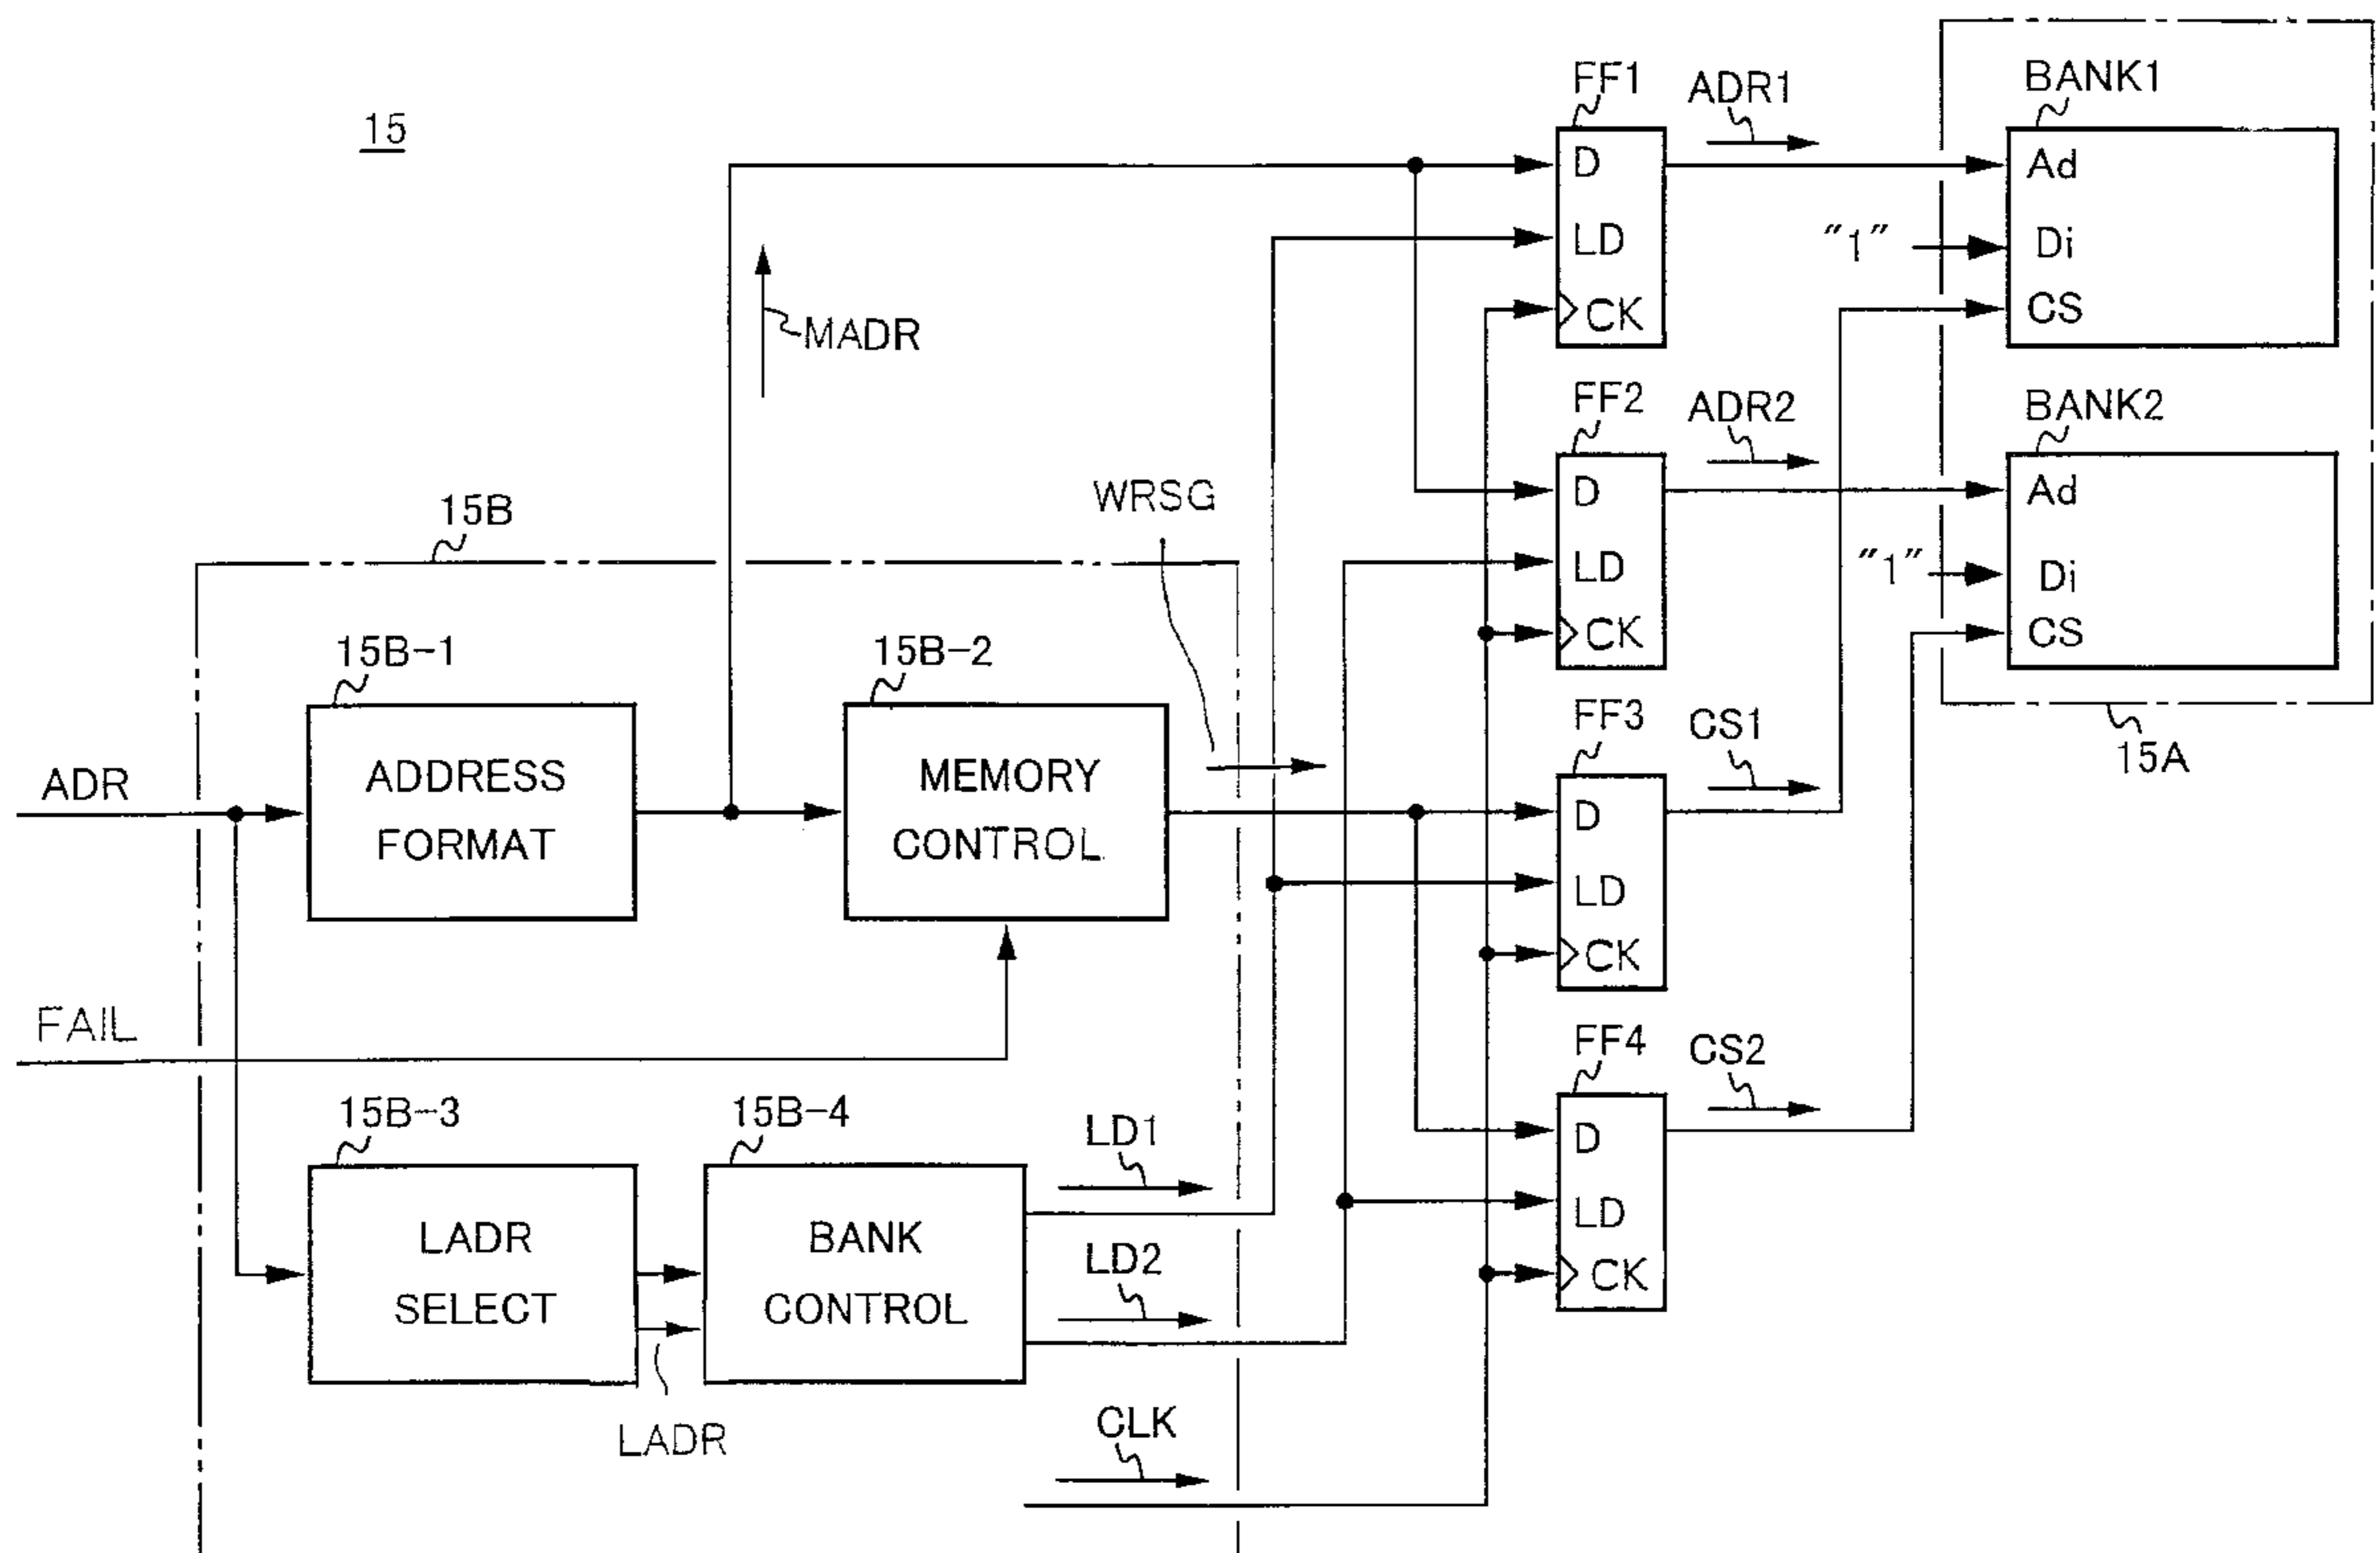 15
FF1
ADR1
BANK1
D
LD
CK
Ad
"1"
Di
CS
MADR
FF2
ADR2
BANK2
D
LD
CK
Ad
"1"
Di
CS
15A
WRSG
15B
15B-1
15B-2
ADR
ADDRESS
FORMAT
MEMORY
CONTROL
FF3
CS1
D
LD
CK
FAIL
15B-3
15B-4
LADR
SELECT
BANK
CONTROL
LADR
LD1
LD2
CLK
FF4
CS2
D
LD
CK